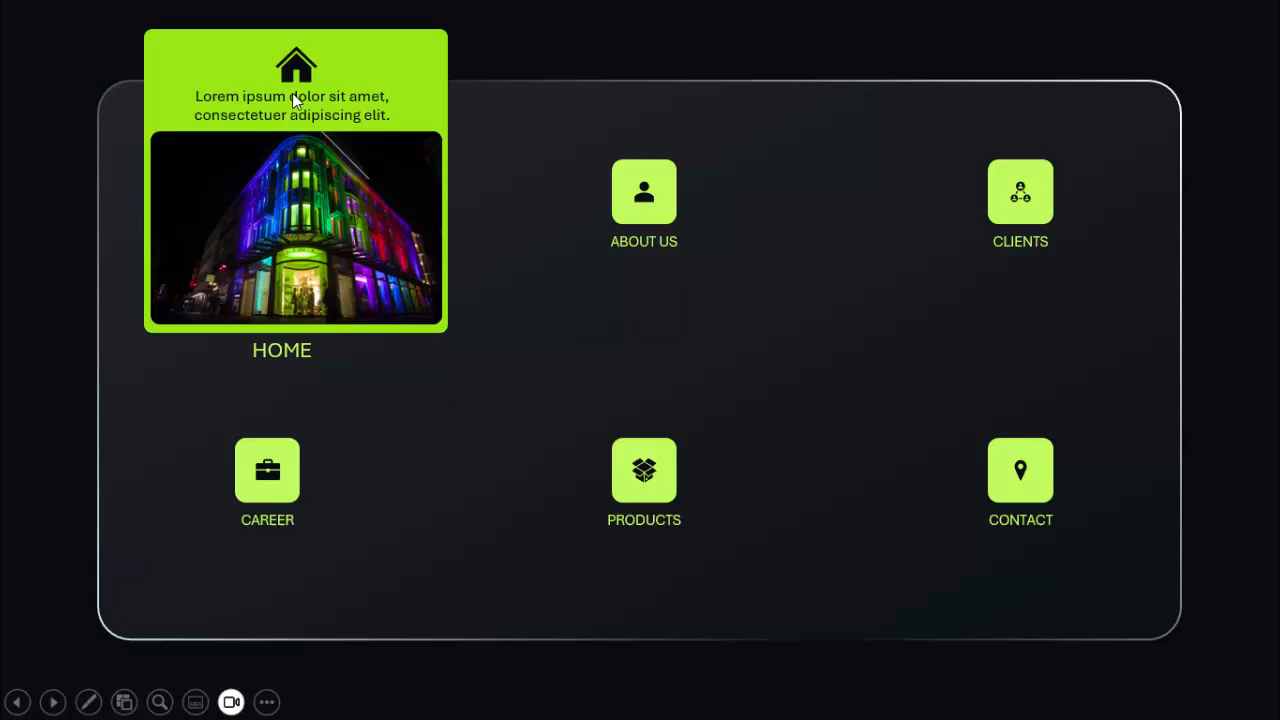 Lorem ipsum dolor sit amet,
consectetuer adipiscing elit.
HOME
ABOUT US
CLIENTS
CAREER
PRODUCTS
CONTACT